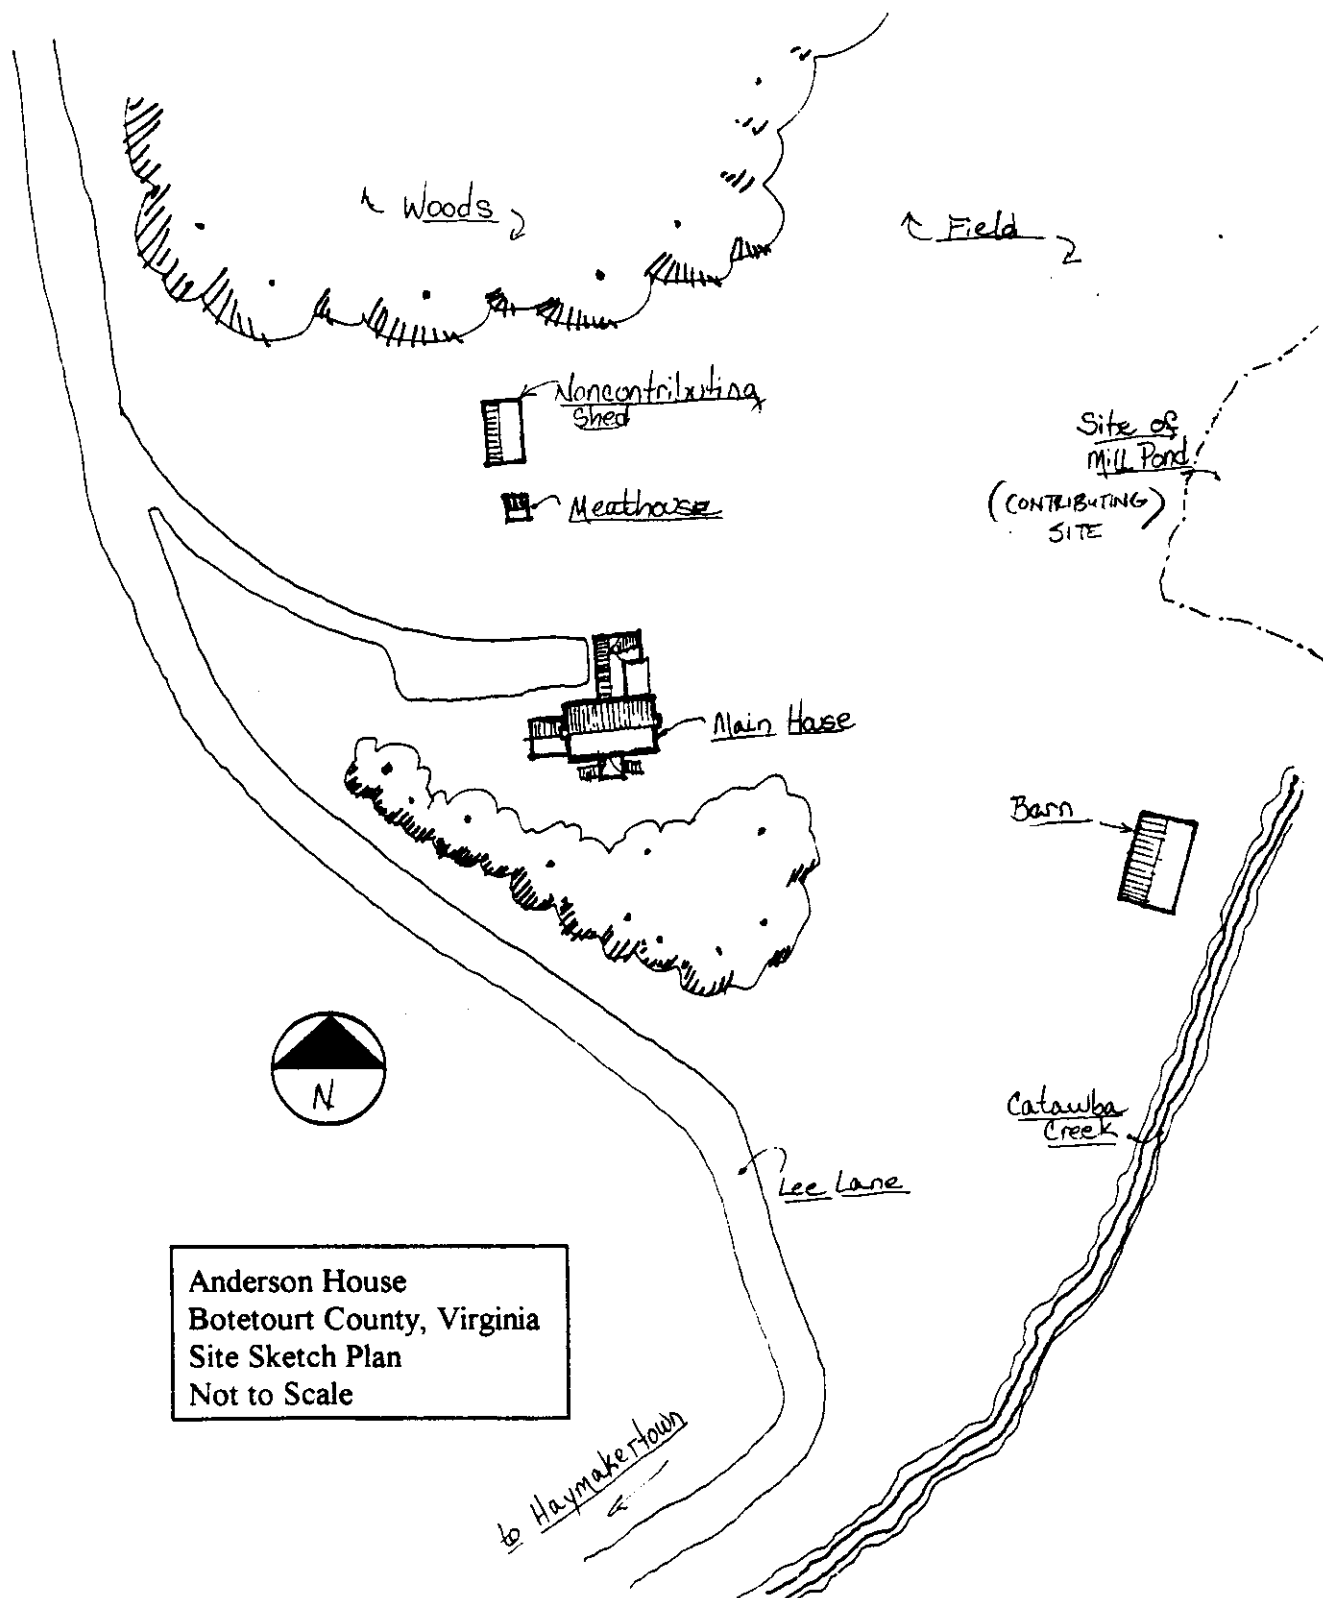 Woods
Field
Noncontributing
Shed
Site of
Mill Pond
(CONTRIBUTING)
SITE
Meathouse
Main House
Barn
N
Catawba
Creek
Lee Lane
Anderson House
Botetourt County, Virginia
Site Sketch Plan
Not to Scale
to Haymakertown